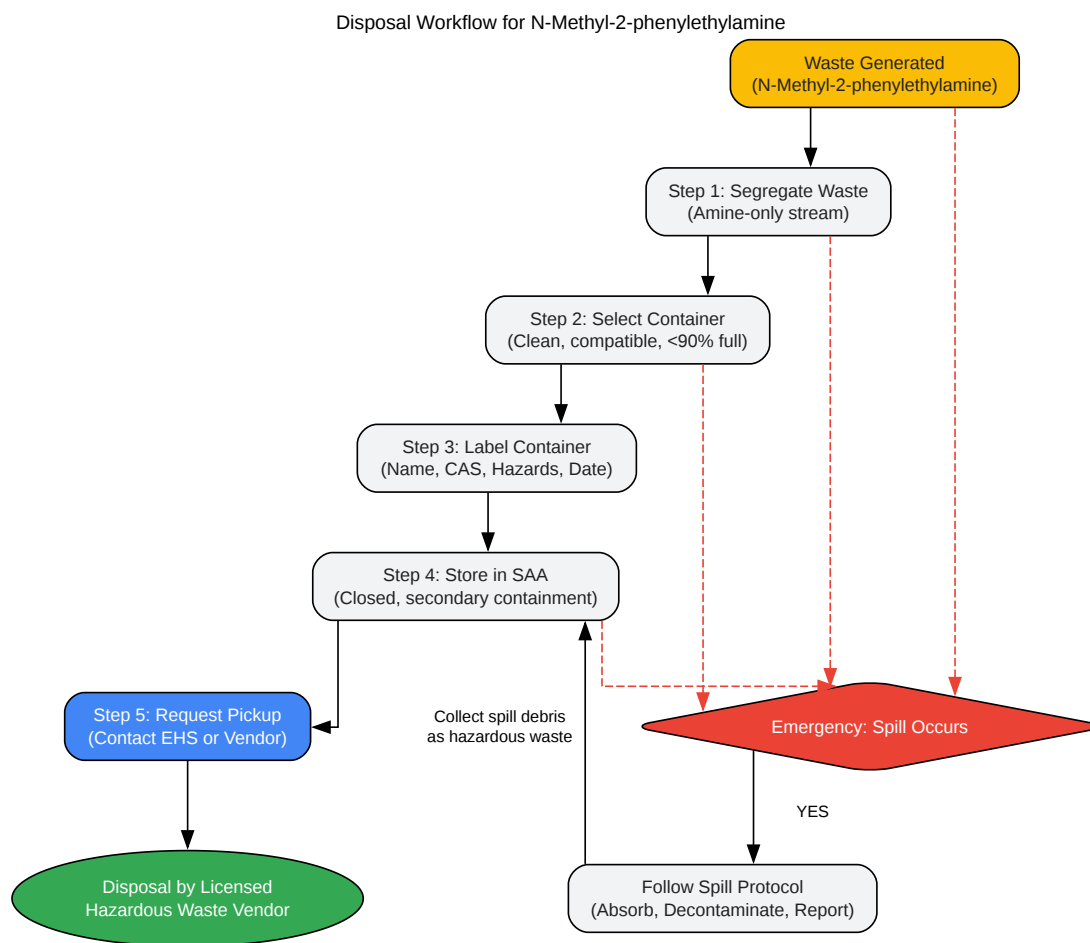 Disposal Workflow for N-Methyl-2-phenylethylamine
Waste Generated
(N-Methyl-2-phenylethylamine)
Step 1: Segregate Waste
(Amine-only stream)
Step 2: Select Container
(Clean, compatible, <90% full)
Step 3: Label Container
(Name, CAS, Hazards, Date)
Step 4: Store in SAA
(Closed, secondary containment)
Step 5: Request Pickup
(Contact EHS or Vendor)
Collect spill debris
as hazardous waste
Emergency: Spill Occurs
YES
Disposal by Licensed
Hazardous Waste Vendor
Follow Spill Protocol
(Absorb, Decontaminate, Report)